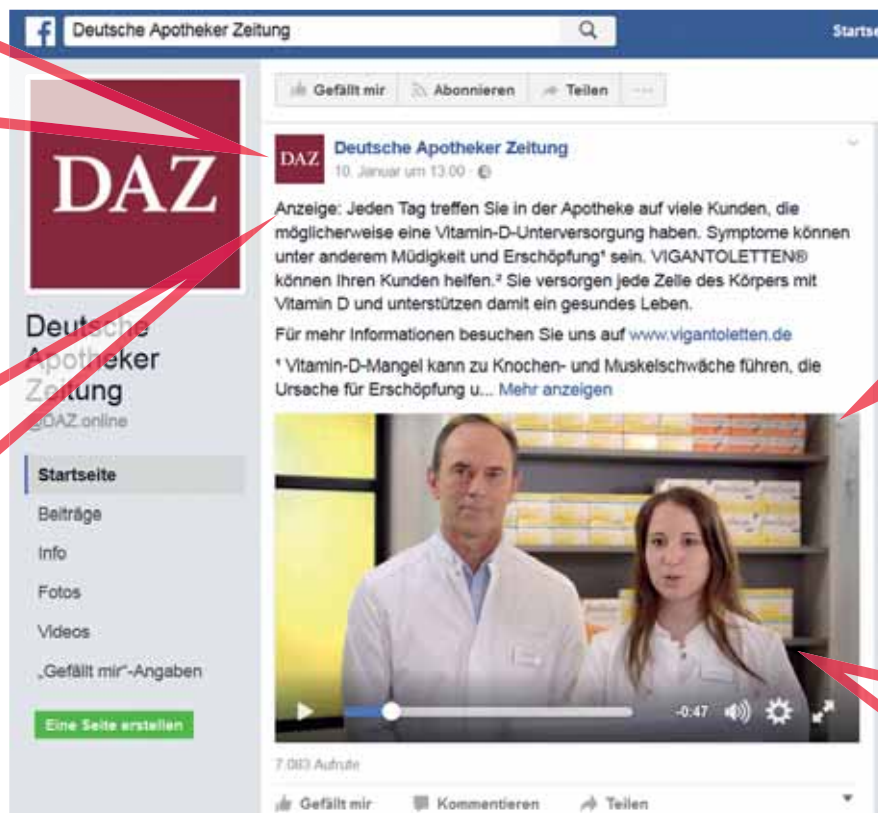 f Deutsche Apotheker Zeitung
Startse
DAZ
Deutsche
Apotheker
Zeitung
@DAZ.online
Startseite
Beiträge
Info
Fotos
Videos
„Gefällt mir“-Angaben
Eine Seite erstellen
Gefällt mir Abonnieren Teilen ...
DAZ Deutsche Apotheker Zeitung
10. Januar um 13:00 ·
Anzeige: Jeden Tag treffen Sie in der Apotheke auf viele Kunden, die
möglicherweise eine Vitamin-D-Unterversorgung haben. Symptome können
unter anderem Müdigkeit und Erschöpfung¹ sein. VIGANTOLETTEN®
können Ihren Kunden helfen.² Sie versorgen jede Zelle des Körpers mit
Vitamin D und unterstützen damit ein gesundes Leben.
Für mehr Informationen besuchen Sie uns auf www.vigantoletten.de
¹ Vitamin-D-Mangel kann zu Knochen- und Muskelschwäche führen, die
Ursache für Erschöpfung u... Mehr anzeigen
-0:47
7.083 Aufrufe
Gefällt mir Kommentieren Teilen